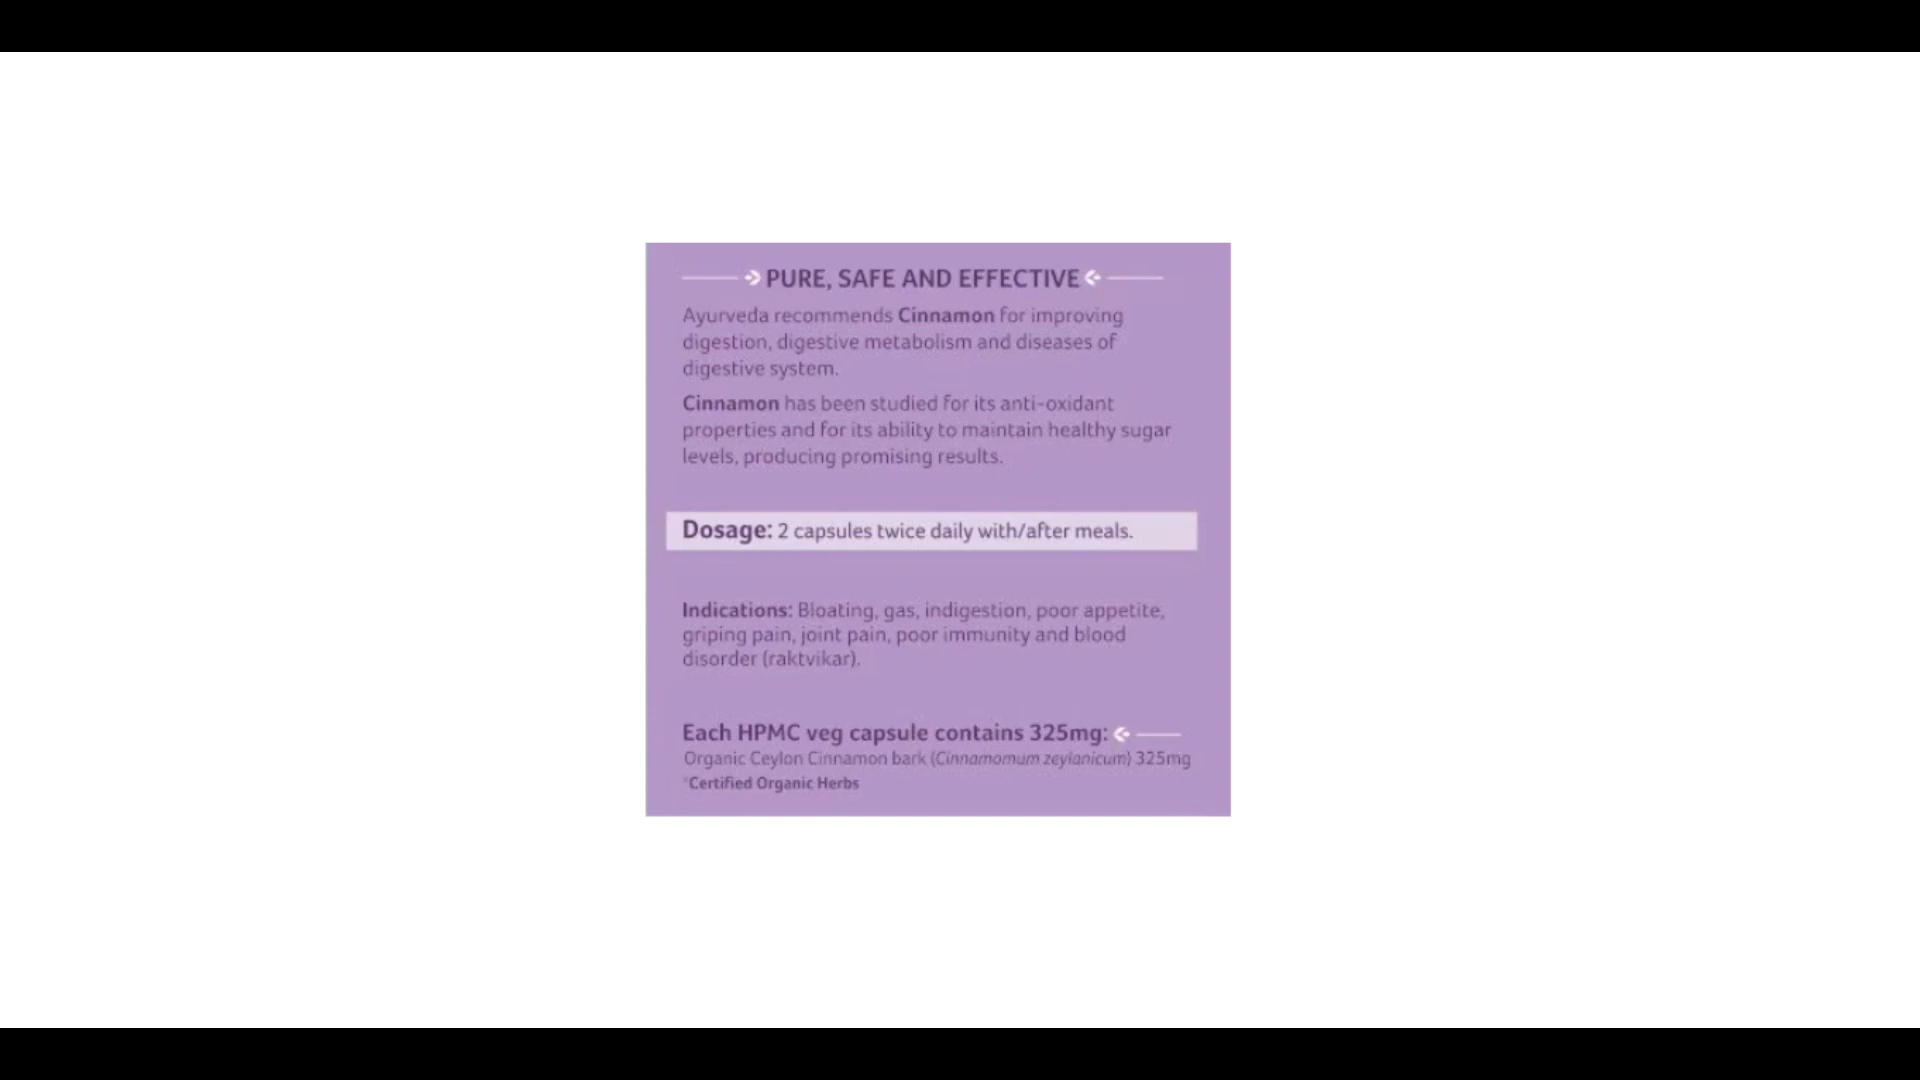 PURE, SAFE AND EFFECTIVE
Ayurveda recommends Cinnamon for improving
digestion, digestive metabolism and diseases of
digestive system.
Cinnamon has been studied for its anti-oxidant
properties and for its ability to maintain healthy sugar
levels, producing promising results.
Dosage: 2 capsules twice daily with/after meals.
Indications: Bloating, gas, indigestion, poor appetite,
griping pain, joint pain, poor immunity and blood
disorder (raktvikar).
Each HPMC veg capsule contains 325mg:
Organic Ceylon Cinnamon bark (Cinnamomum zeylanicum) 325mg
*Certified Organic Herbs